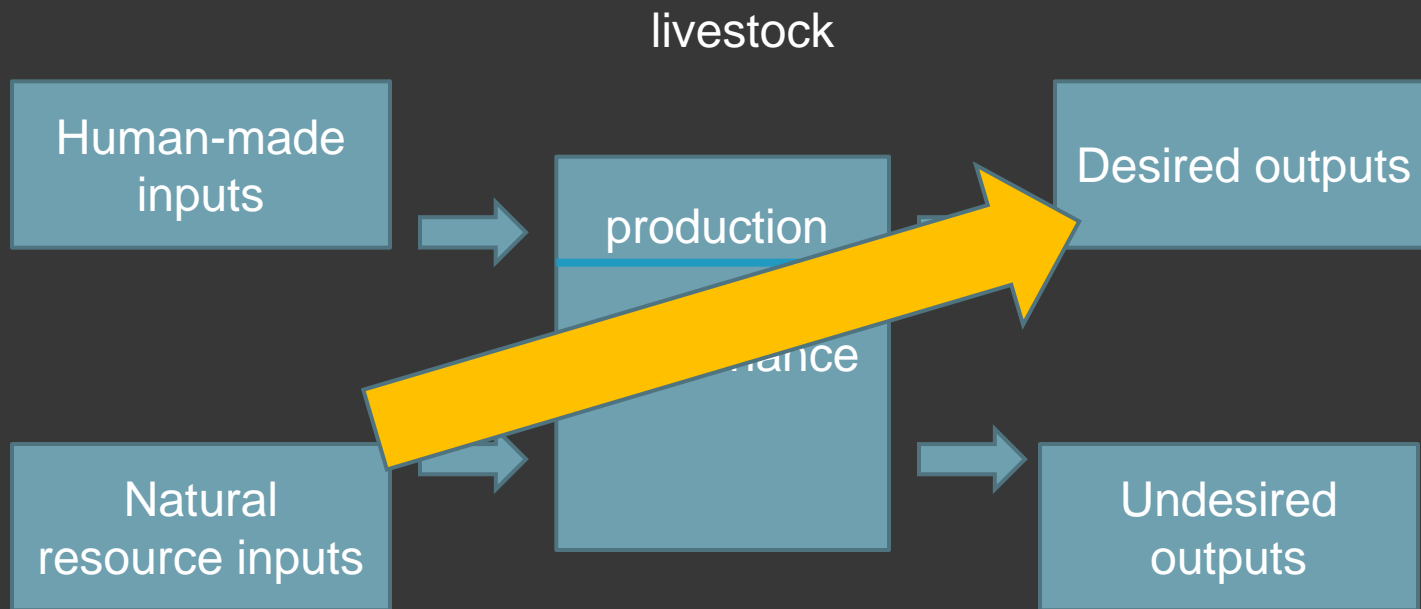 livestock
Human-made
inputs
production
Desired outputs
Natural
resource inputs
Undesired
outputs